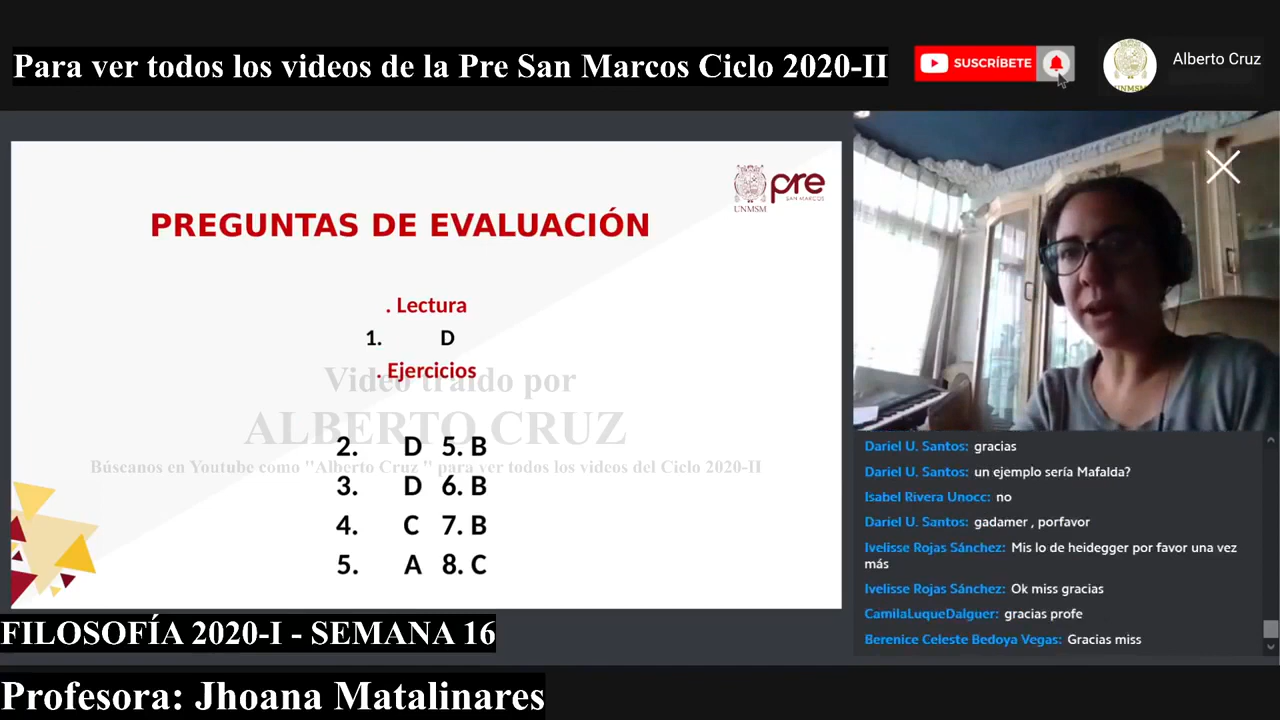 Para ver todos los videos de la Pre San Marcos Ciclo 2020-II
SUSCRÍBETE
UNMSM
Alberto Cruz
UNMSM
pre
SAN MARCOS
PREGUNTAS DE EVALUACIÓN
. Lectura
1. D
. Ejercicios
Video traído por
ALBERTO CRUZ
Búscanos en Youtube como "Alberto Cruz " para ver todos los videos del Ciclo 2020-II
2. D 5. B
3. D 6. B
4. C 7. B
5. A 8. C
Dariel U. Santos: gracias
Dariel U. Santos: un ejemplo sería Mafalda?
Isabel Rivera Unocc: no
Dariel U. Santos: gadamer , porfavor
Ivelisse Rojas Sánchez: Mis lo de heidegger por favor una vez
más
Ivelisse Rojas Sánchez: Ok miss gracias
CamilaLuqueDalguer: gracias profe
Berenice Celeste Bedoya Vegas: Gracias miss
FILOSOFÍA 2020-I - SEMANA 16
Profesora: Jhoana Matalinares